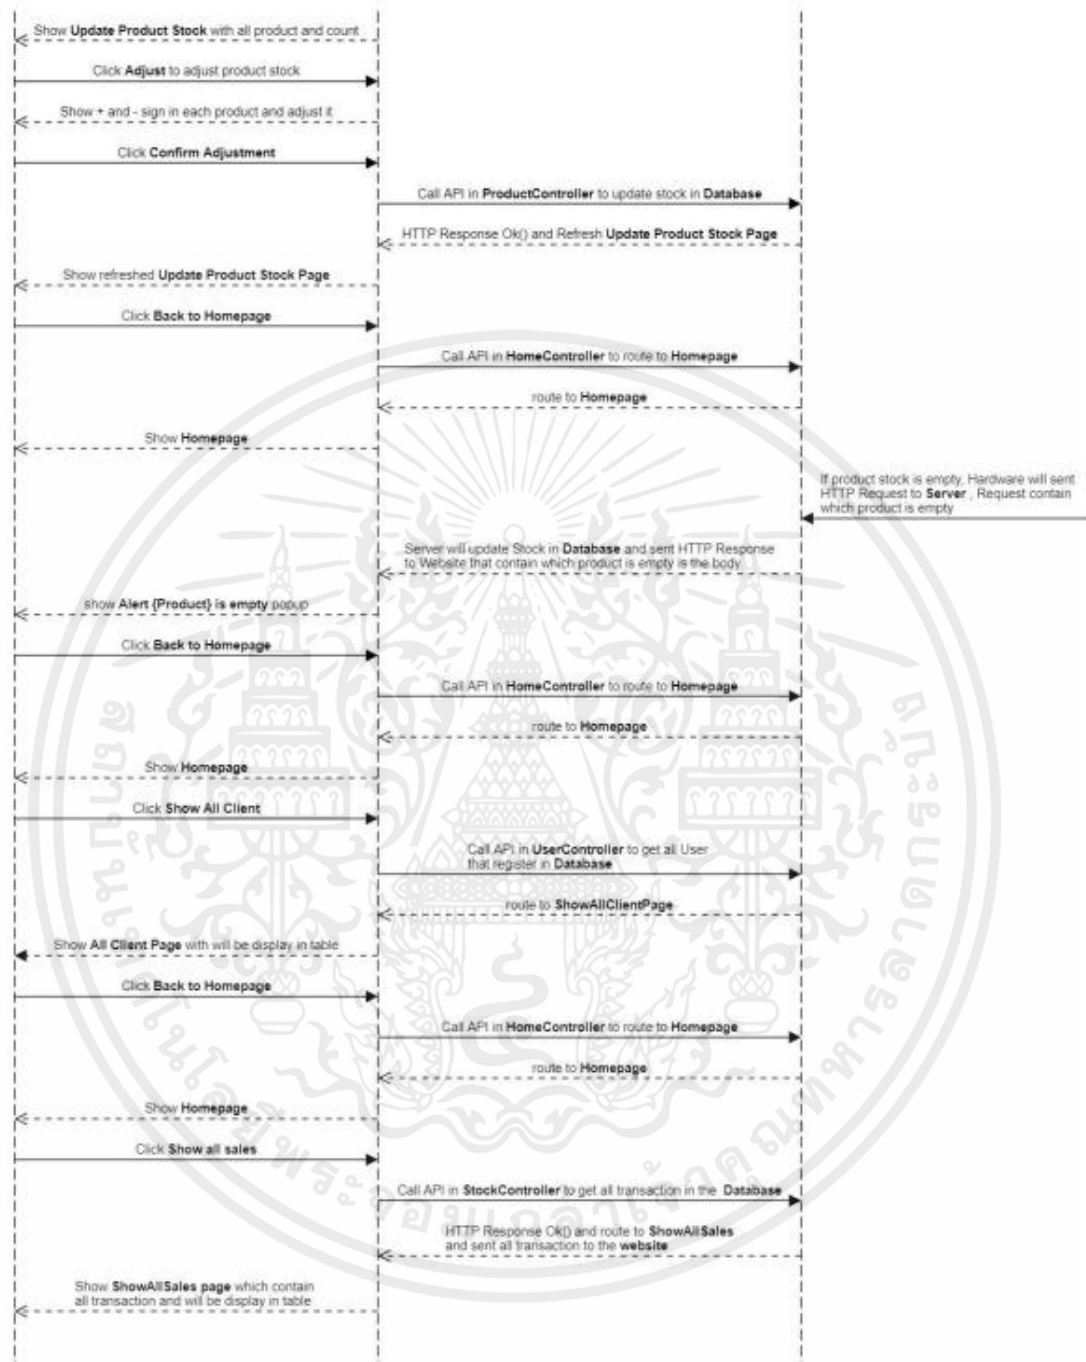 Show Update Product Stock with all product and count
Click Adjust to adjust product stock
Show + and - sign in each product and adjust it
Click Confirm Adjustment
Call API in ProductController to update stock in Database
HTTP Response Ok() and Refresh Update Product Stock Page
Show refreshed Update Product Stock Page
Click Back to Homepage
Call API in HomeController to route to Homepage
route to Homepage
Show Homepage
If product stock is empty, Hardware will sent
HTTP Request to Server , Request contain
which product is empty
Server will update Stock in Database and sent HTTP Response
to Website that contain which product is empty is the body
show Alert {Product} is empty popup
Click Back to Homepage
Call API in HomeController to route to Homepage
route to Homepage
Show Homepage
Click Show All Client
Call API in UserController to get all User
that register in Database
route to ShowAllClientPage
Show All Client Page with will be display in table
Click Back to Homepage
Call API in HomeController to route to Homepage
route to Homepage
Show Homepage
Click Show all sales
Call API in StockController to get all transaction in the Database
HTTP Response Ok() and route to ShowAllSales
and sent all transaction to the website
Show ShowAllSales page which contain
all transaction and will be display in table